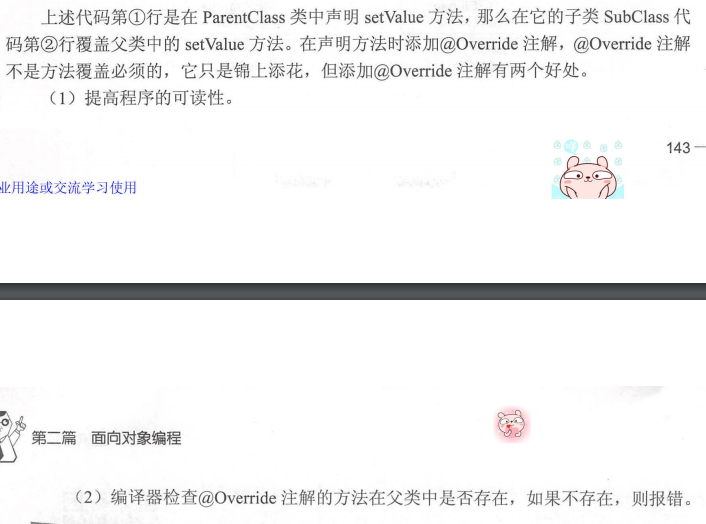 上述代码第①行是在 ParentClass 类中声明 setValue 方法，那么在它的子类 SubClass 代
码第②行覆盖父类中的 setValue 方法。在声明方法时添加@Override 注解，@Override 注解
不是方法覆盖必须的，它只是锦上添花，但添加@Override 注解有两个好处。
（1）提高程序的可读性。
143
业用途或交流学习使用
第二篇 面向对象编程
（2）编译器检查@Override 注解的方法在父类中是否存在，如果不存在，则报错。